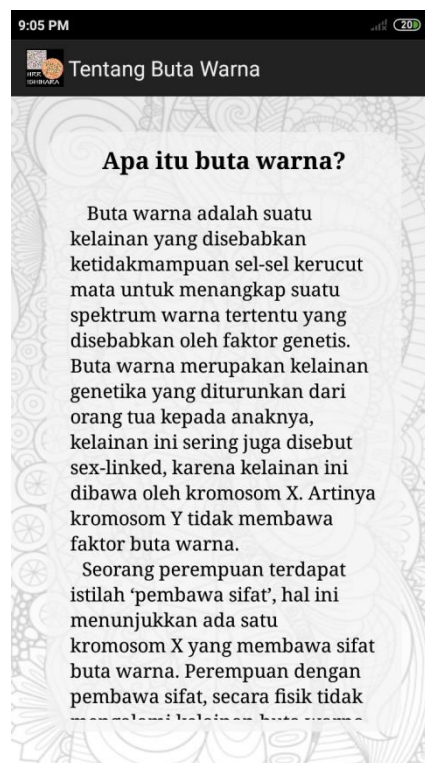 9:05 PM
20
HRR
ISHIHARA
Tentang Buta Warna
Apa itu buta warna?
Buta warna adalah suatu
kelainan yang disebabkan
ketidakmampuan sel-sel kerucut
mata untuk menangkap suatu
spektrum warna tertentu yang
disebabkan oleh faktor genetis.
Buta warna merupakan kelainan
genetika yang diturunkan dari
orang tua kepada anaknya,
kelainan ini sering juga disebut
sex-linked, karena kelainan ini
dibawa oleh kromosom X. Artinya
kromosom Y tidak membawa
faktor buta warna.
Seorang perempuan terdapat
istilah ‘pembawa sifat’, hal ini
menunjukkan ada satu
kromosom X yang membawa sifat
buta warna. Perempuan dengan
pembawa sifat, secara fisik tidak